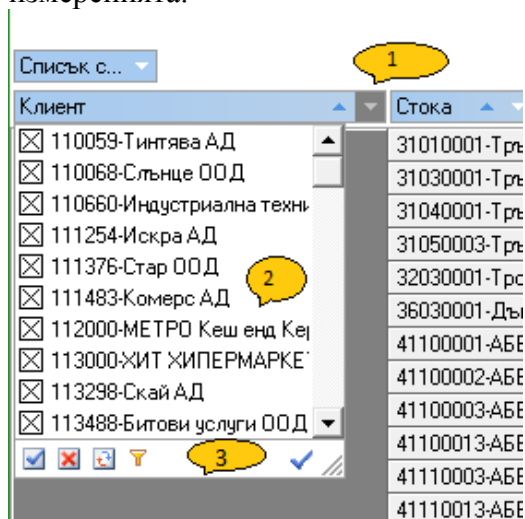 измеренията.
Списък с...
1
Клиент
Стока
110059-Тинтява АД
110068-Слънце ООД
110660-Индустриална техни
111254-Искра АД
111376-Стар ООД
111483-Комерс АД
112000-МЕТРО Кеш енд Кер
113000-ХИТ ХИПЕРМАРКЕТ
113298-Скай АД
113488-Битови услуги ООД
2
3
31010001-Тръ
31030001-Тръ
31040001-Тръ
31050003-Тръ
32030001-Тро
36030001-Дъ
41100001-АБЕ
41100002-АБЕ
41100003-АБЕ
41100013-АБЕ
41110003-АБЕ
41110013-АБЕ